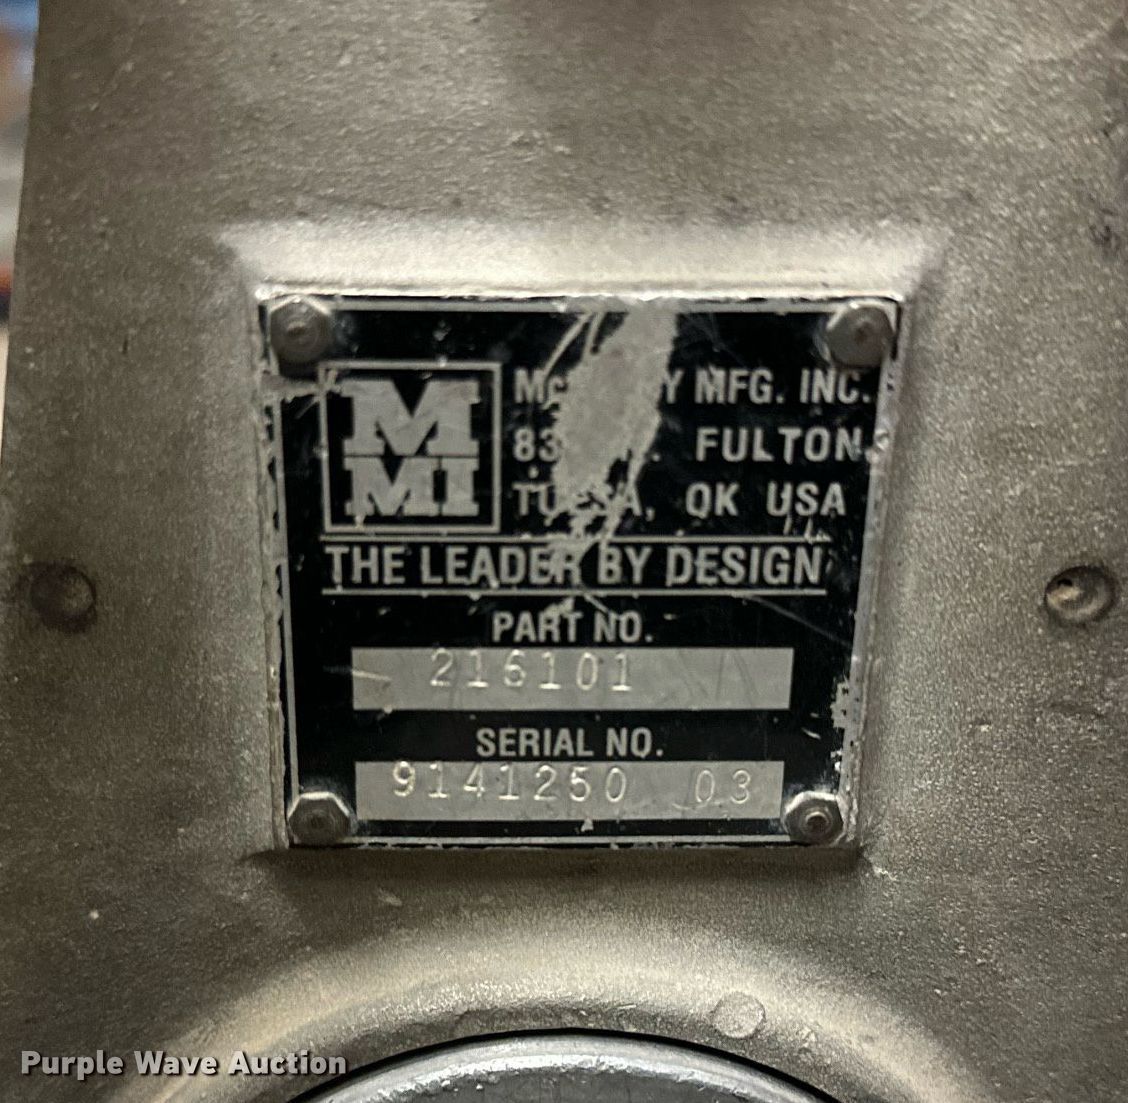 M
MI
MFG. INC.
FULTON
TULSA, OK USA
THE LEADER BY DESIGN
PART NO.
216101
SERIAL NO.
9141250 03
Purple Wave Auction